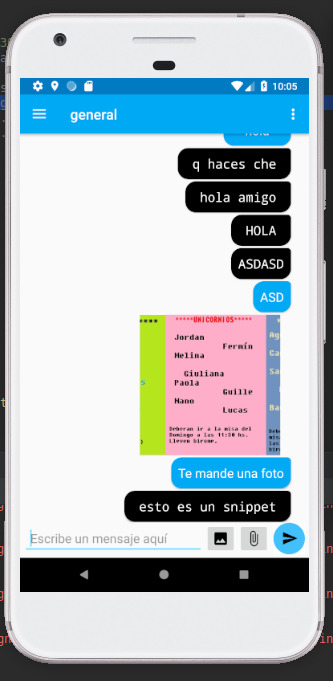 10:05
general
Hola
q haces che
hola amigo
HOLA
ASDASD
ASD
*****UNICORNIOS*****
Jordan
Fermín
Melina
Giuliana
Paola
Guille
Nano
Lucas
Deberan ir a la misa del
Domingo a las 11:30 hs.
Lleven birome.
Te mande una foto
esto es un snippet
Escribe un mensaje aquí